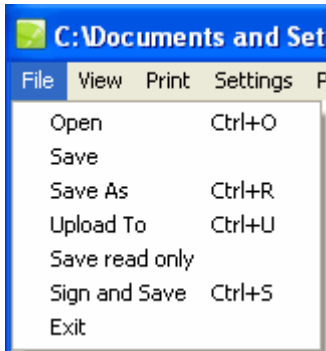 C:\Documents and Set
File View Print Settings P
Open Ctrl+O
Save
Save As Ctrl+R
Upload To Ctrl+U
Save read only
Sign and Save Ctrl+S
Exit